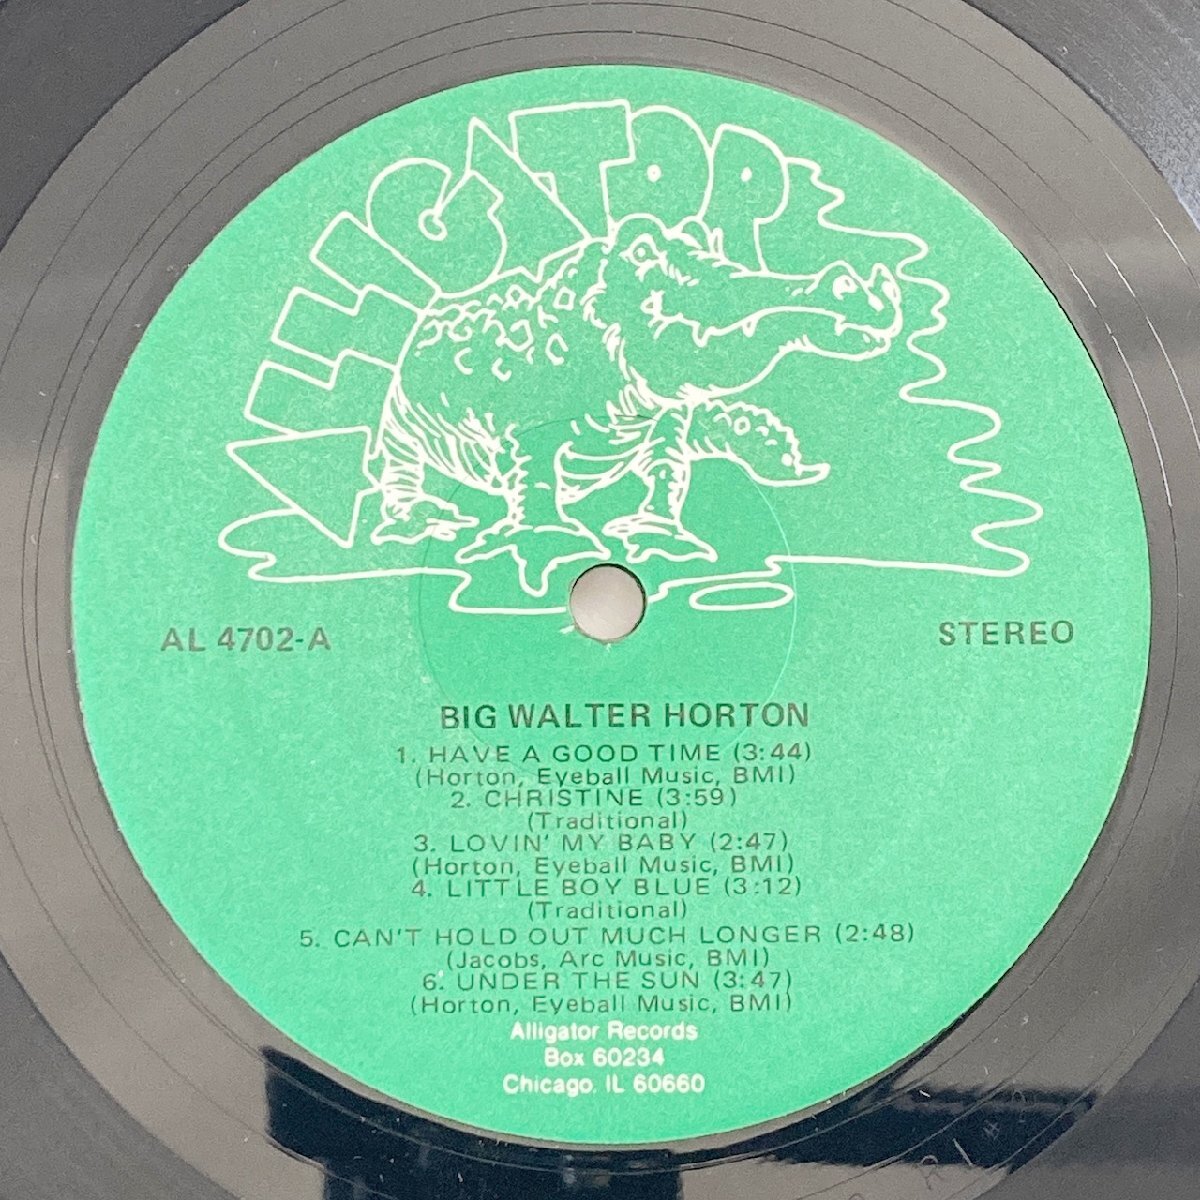 ALLIGATOR
AL 4702-A
STEREO
BIG WALTER HORTON
1. HAVE A GOOD TIME (3:44)
(Horton, Eyeball Music, BMI)
2. CHRISTINE (3:59)
(Traditional)
3. LOVIN' MY BABY (2:47)
(Horton, Eyeball Music, BMI)
4. LITTLE BOY BLUE (3:12)
(Traditional)
5. CAN'T HOLD OUT MUCH LONGER (2:48)
(Jacobs, Arc Music, BMI)
6. UNDER THE SUN (3:47)
(Horton, Eyeball Music, BMI)
Alligator Records
Box 60234
Chicago, IL 60660